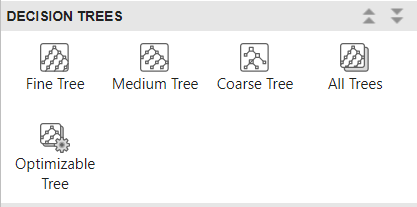 DECISION TREES
Fine Tree
Medium Tree
Coarse Tree
All Trees
Optimizable
Tree